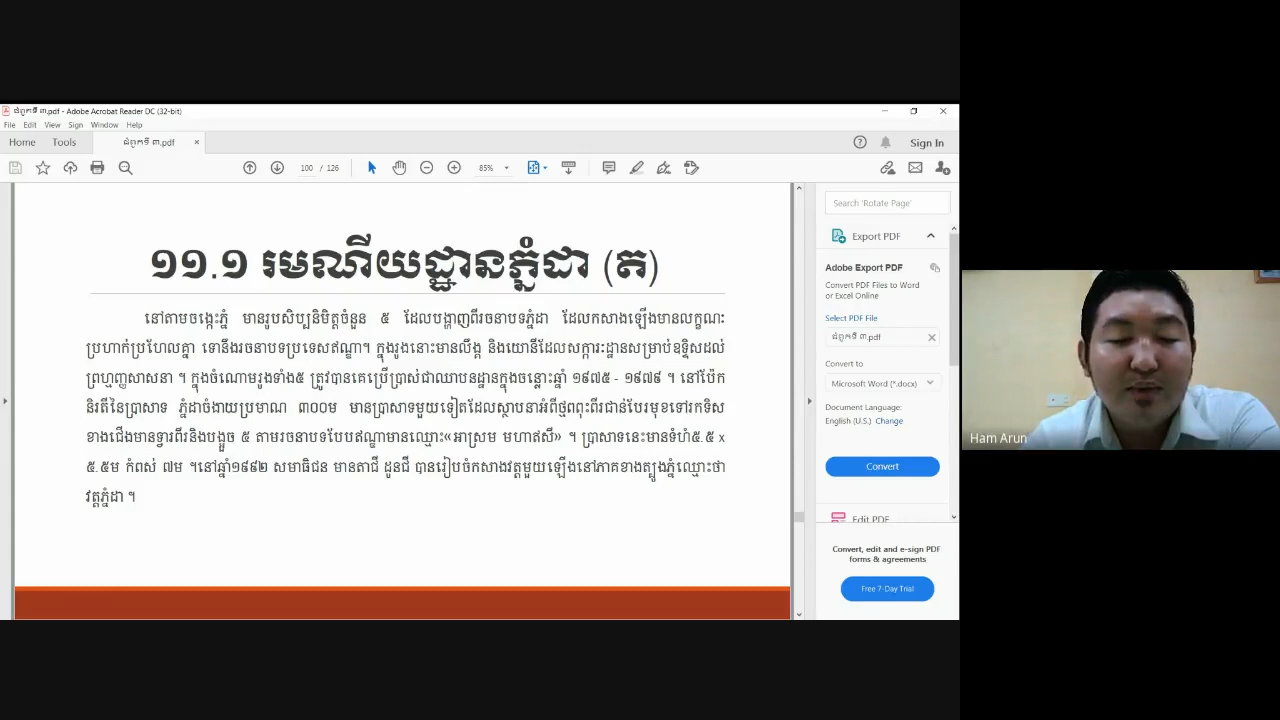 ជំពូកទី ៣.pdf - Adobe Acrobat Reader DC (32-bit)
File Edit View Sign Window Help
Home Tools ជំពូកទី ៣.pdf × Sign In
100 / 126 85%
១១.១ រមណីយដ្ឋានភ្នំដា (ត)
នៅតាមចង្កេះភ្នំ មានរូបសិប្បនិមិត្តចំនួន ៥ ដែលបង្ហាញពីរចនាបទភ្នំដា ដែលកសាងឡើងមានលក្ខណៈ
ប្រហាក់ប្រហែលគ្នា ទៅនឹងរចនាបទប្រទេសឥណ្ឌា។ ក្នុងរូងនោះមានលីង្គ និងយោនីដែលសក្ការៈដ្ឋានសម្រាប់ឧទ្ទិសដល់
ព្រហ្មញ្ញសាសនា ។ ក្នុងចំណោមរូងទាំង៥ ត្រូវបានគេប្រើប្រាស់ជាឈាបនដ្ឋានក្នុងចន្លោះឆ្នាំ ១៩៧៥ - ១៩៧៩ ។ នៅប៉ែក
និរតីនៃប្រាសាទ ភ្នំដាចំងាយប្រមាណ ៣០០ម មានប្រាសាទមួយទៀតដែលស្ថាបនាអំពីថ្មពពុះពីរជាន់បែរមុខទៅរកទិស
ខាងជើងមានទ្វារពីរនិងបង្អួច ៥ តាមរចនាបទបែបឥណ្ឌាមានឈ្មោះ«អាស្រម មហាឥសី» ។ ប្រាសាទនេះមានទំហំ៥.៥ x
៥.៥ម កំពស់ ៧ម ។នៅឆ្នាំ១៩៩២ សមាធិជន មានតាជី ដូនជី បានរៀបចំកសាងវត្តមួយឡើងនៅភាគខាងត្បូងភ្នំឈ្មោះថា
វត្តភ្នំដា ។
Search 'Rotate Page'
Export PDF
Adobe Export PDF
Convert PDF Files to Word
or Excel Online
Select PDF File
ជំពូកទី ៣.pdf
Convert to
Microsoft Word (*.docx)
Document Language:
English (U.S.) Change
Convert
Edit PDF
Convert, edit and e-sign PDF
forms & agreements
Free 7-Day Trial
Ham Arun